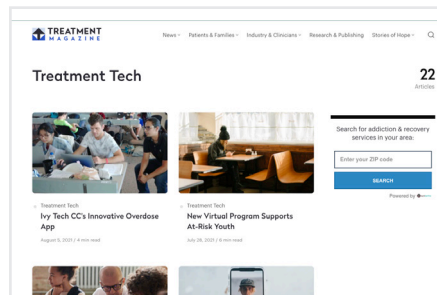 TREATMENT
MAGAZINE
News
Patients & Families
Industry & Clinicians
Research & Publishing
Stories of Hope
Treatment Tech
22
Articles
Treatment Tech
Ivy Tech CC's Innovative Overdose
App
August 5, 2021 / 4 min read
Treatment Tech
New Virtual Program Supports
At-Risk Youth
July 28, 2021 / 6 min read
Search for addiction & recovery
services in your area:
Enter your ZIP code
SEARCH
Powered by